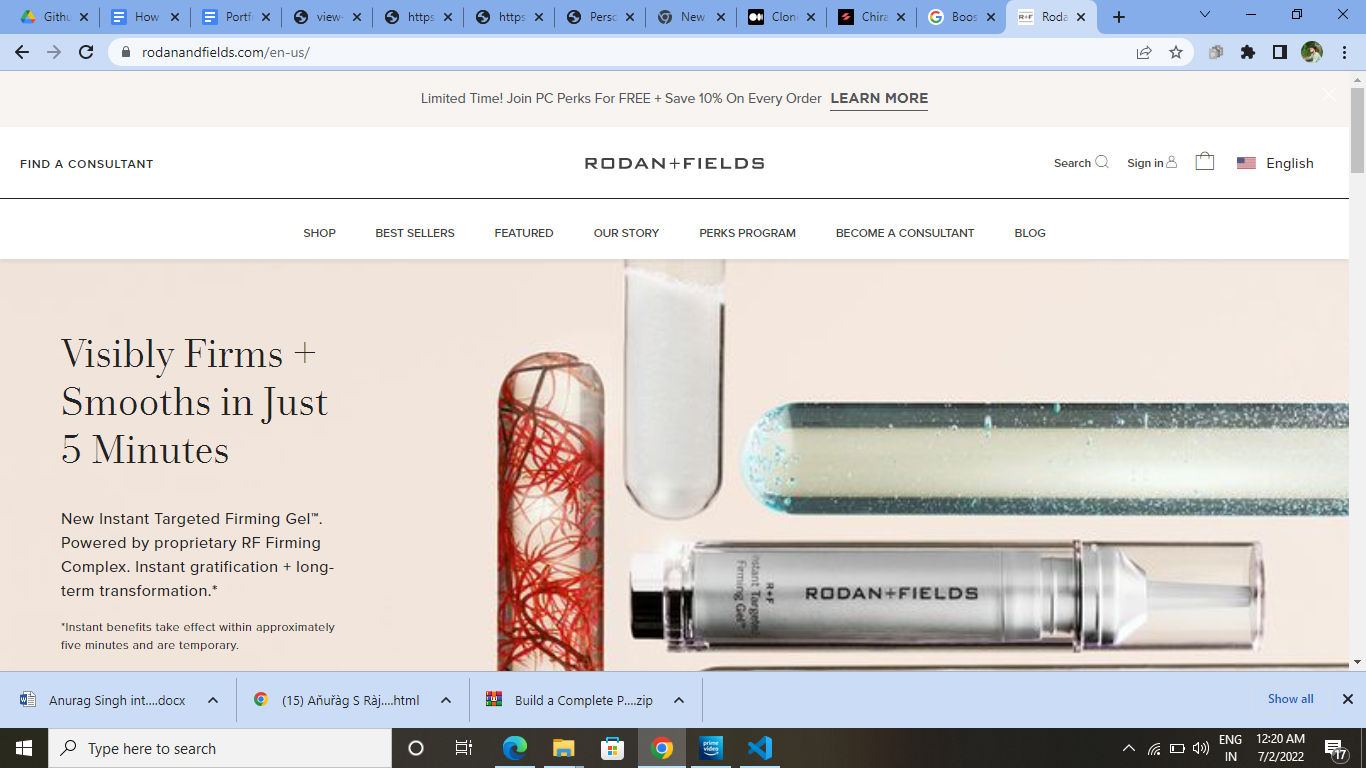 Githu
How
Portf
view-
https
https
Perso
New
Clone
Chira
Boos
Roda
rodanandfields.com/en-us/
Limited Time! Join PC Perks For FREE + Save 10% On Every Order LEARN MORE
FIND A CONSULTANT
RODAN+FIELDS
Search
Sign in
English
SHOP
BEST SELLERS
FEATURED
OUR STORY
PERKS PROGRAM
BECOME A CONSULTANT
BLOG
Visibly Firms +
Smooths in Just
5 Minutes
New Instant Targeted Firming Gel™.
Powered by proprietary RF Firming
Complex. Instant gratification + long-
term transformation.*
*Instant benefits take effect within approximately
five minutes and are temporary.
R+F
Instant Targeted
Firming Gel™
RODAN+FIELDS
Anurag Singh int....docx
(15) Aňuřàg S Ràj....html
Build a Complete P....zip
Show all
Type here to search
prime video
ENG
IN
12:20 AM
7/2/2022
17